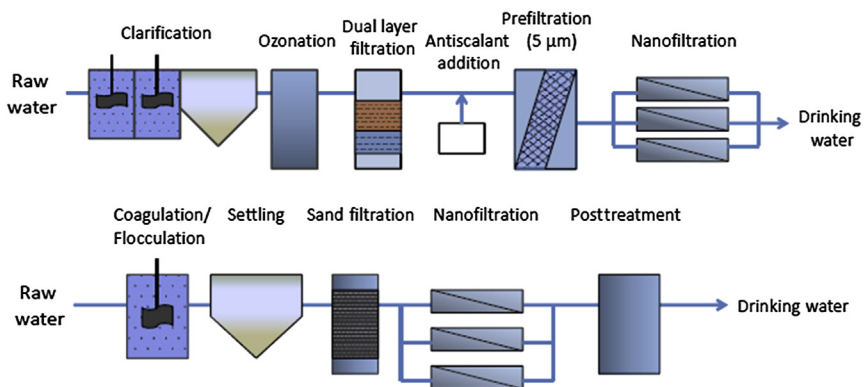 Clarification
Ozonation
Dual layer
filtration
Antiscalant
addition
Prefiltration
(5 µm)
Nanofiltration
Raw
water
Drinking
water
Coagulation/
Flocculation
Settling
Sand filtration
Nanofiltration
Posttreatment
Raw
water
Drinking water